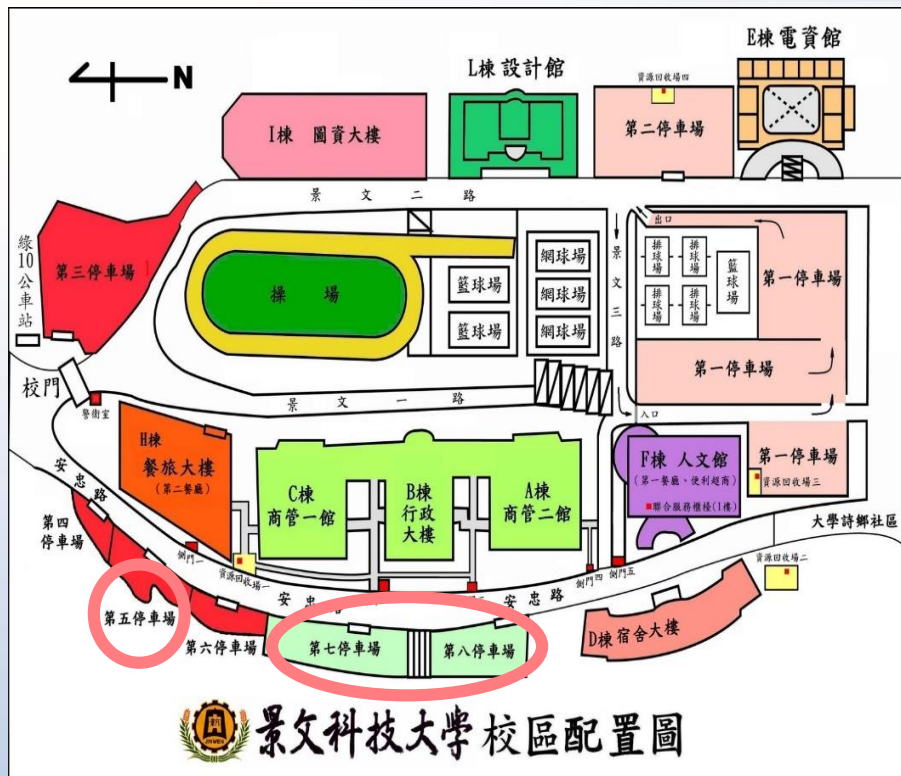 E棟 電資館
L棟 設計館
資源回收場四
N
I棟 圖資大樓
第二停車場
景文二路
出口
綠10公車站
第三停車場
操場
籃球場
籃球場
網球場
網球場
網球場
景文三路
排球場
排球場
籃球場
排球場
排球場
第一停車場
第一停車場
校門
景文一路
入口
警衛室
H棟
餐旅大樓
(第二餐廳)
C棟
商管一館
B棟
行政
大樓
A棟
商管二館
F棟 人文館
(第一餐廳、便利超商)
聯合服務櫃檯(1樓)
第一停車場
資源回收場三
安忠路
第四
停車場
大學詩鄉社區
側門一
資源回收場一
側門四
側門五
資源回收場二
安忠路
安忠路
第五停車場
第六停車場
第七停車場
第八停車場
D棟宿舍大樓
景文科技大學 校區配置圖